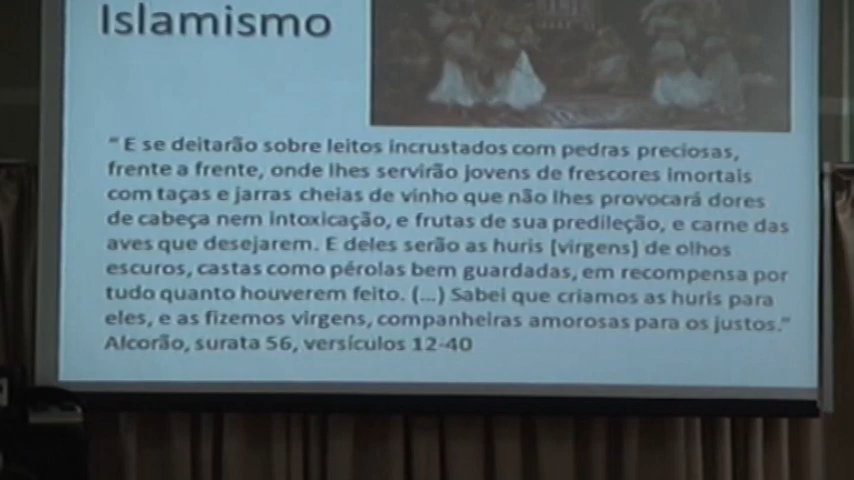 Islamismo
“ E se deitarão sobre leitos incrustados com pedras preciosas,
frente a frente, onde lhes servirão jovens de frescores imortais
com taças e jarras cheias de vinho que não lhes provocará dores
de cabeça nem intoxicação, e frutas de sua predileção, e carne das
aves que desejarem. E deles serão as huris [virgens] de olhos
escuros, castas como pérolas bem guardadas, em recompensa por
tudo quanto houverem feito. (...) Sabei que criamos as huris para
eles, e as fizemos virgens, companheiras amorosas para os justos.”
Alcorão, surata 56, versículos 12-40